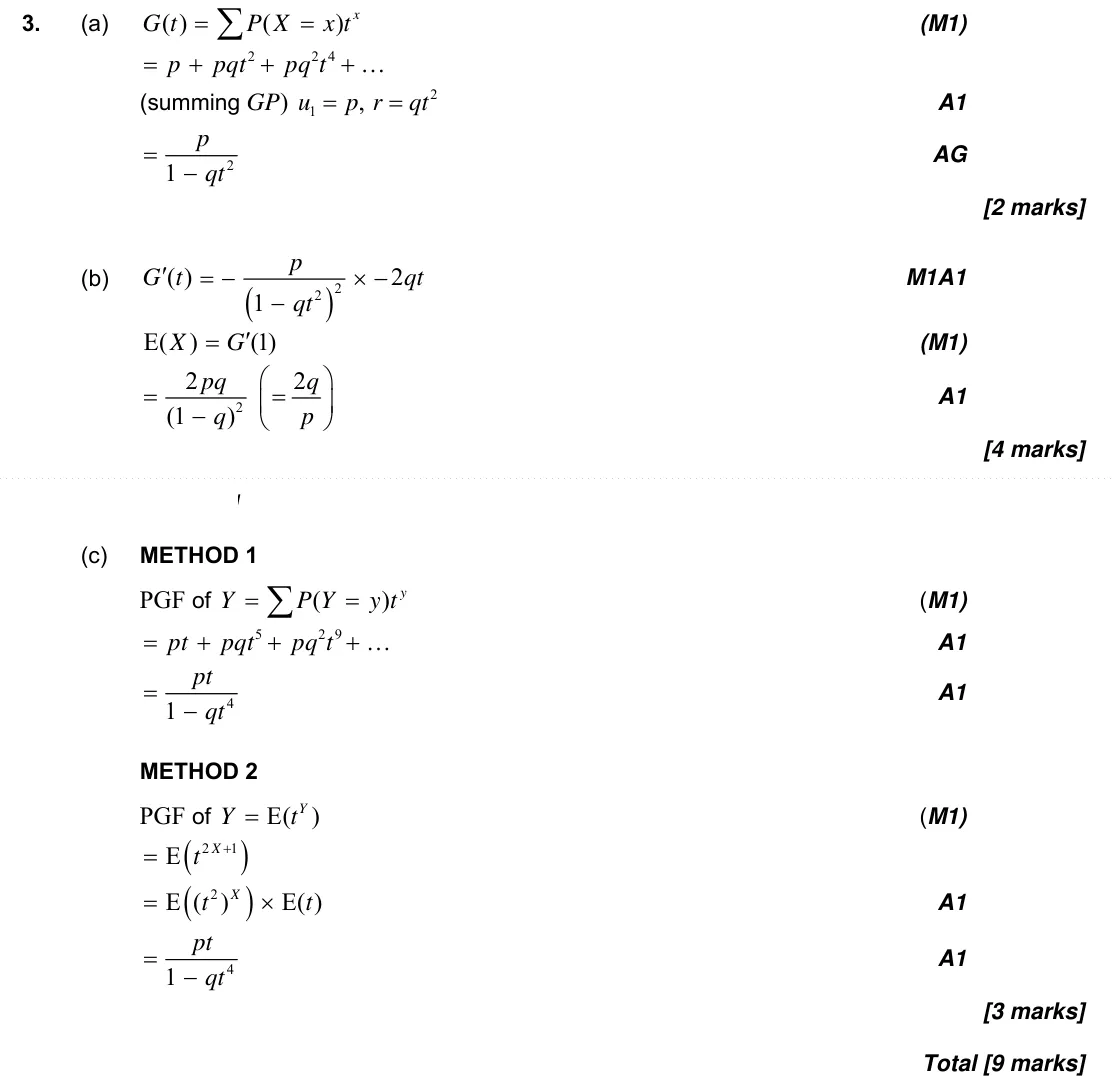 3. (a) G(t) = ∑P(X = x)t^x (M1)
= p + pqt² + pq²t⁴ + …
(summing GP) u₁ = p, r = qt² A1
= p / (1 − qt²) AG
[2 marks]
(b) G′(t) = − p / (1 − qt²)² × −2qt M1A1
E(X) = G′(1) (M1)
= 2pq / (1 − q)² (= 2q / p) A1
[4 marks]
(c) METHOD 1
PGF of Y = ∑P(Y = y)t^y (M1)
= pt + pqt⁵ + pq²t⁹ + … A1
= pt / (1 − qt⁴) A1
METHOD 2
PGF of Y = E(t^Y) (M1)
= E(t^(2X+1))
= E((t²)^X) × E(t) A1
= pt / (1 − qt⁴) A1
[3 marks]
Total [9 marks]